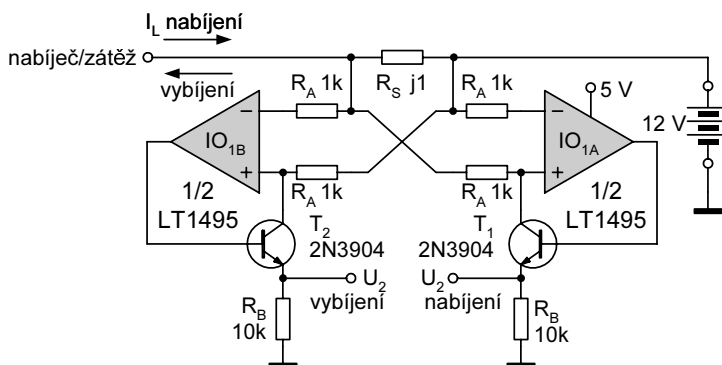 I_L nabíjení
nabíječ/zátěž
vybíjení
R_A 1k
R_S j1
R_A 1k
5 V
12 V
−
IO_1B
+
−
IO_1A
+
R_A 1k
R_A 1k
1/2
LT1495
1/2
LT1495
T_2
2N3904
T_1
2N3904
U_2
vybíjení
U_2
nabíjení
R_B
10k
R_B
10k